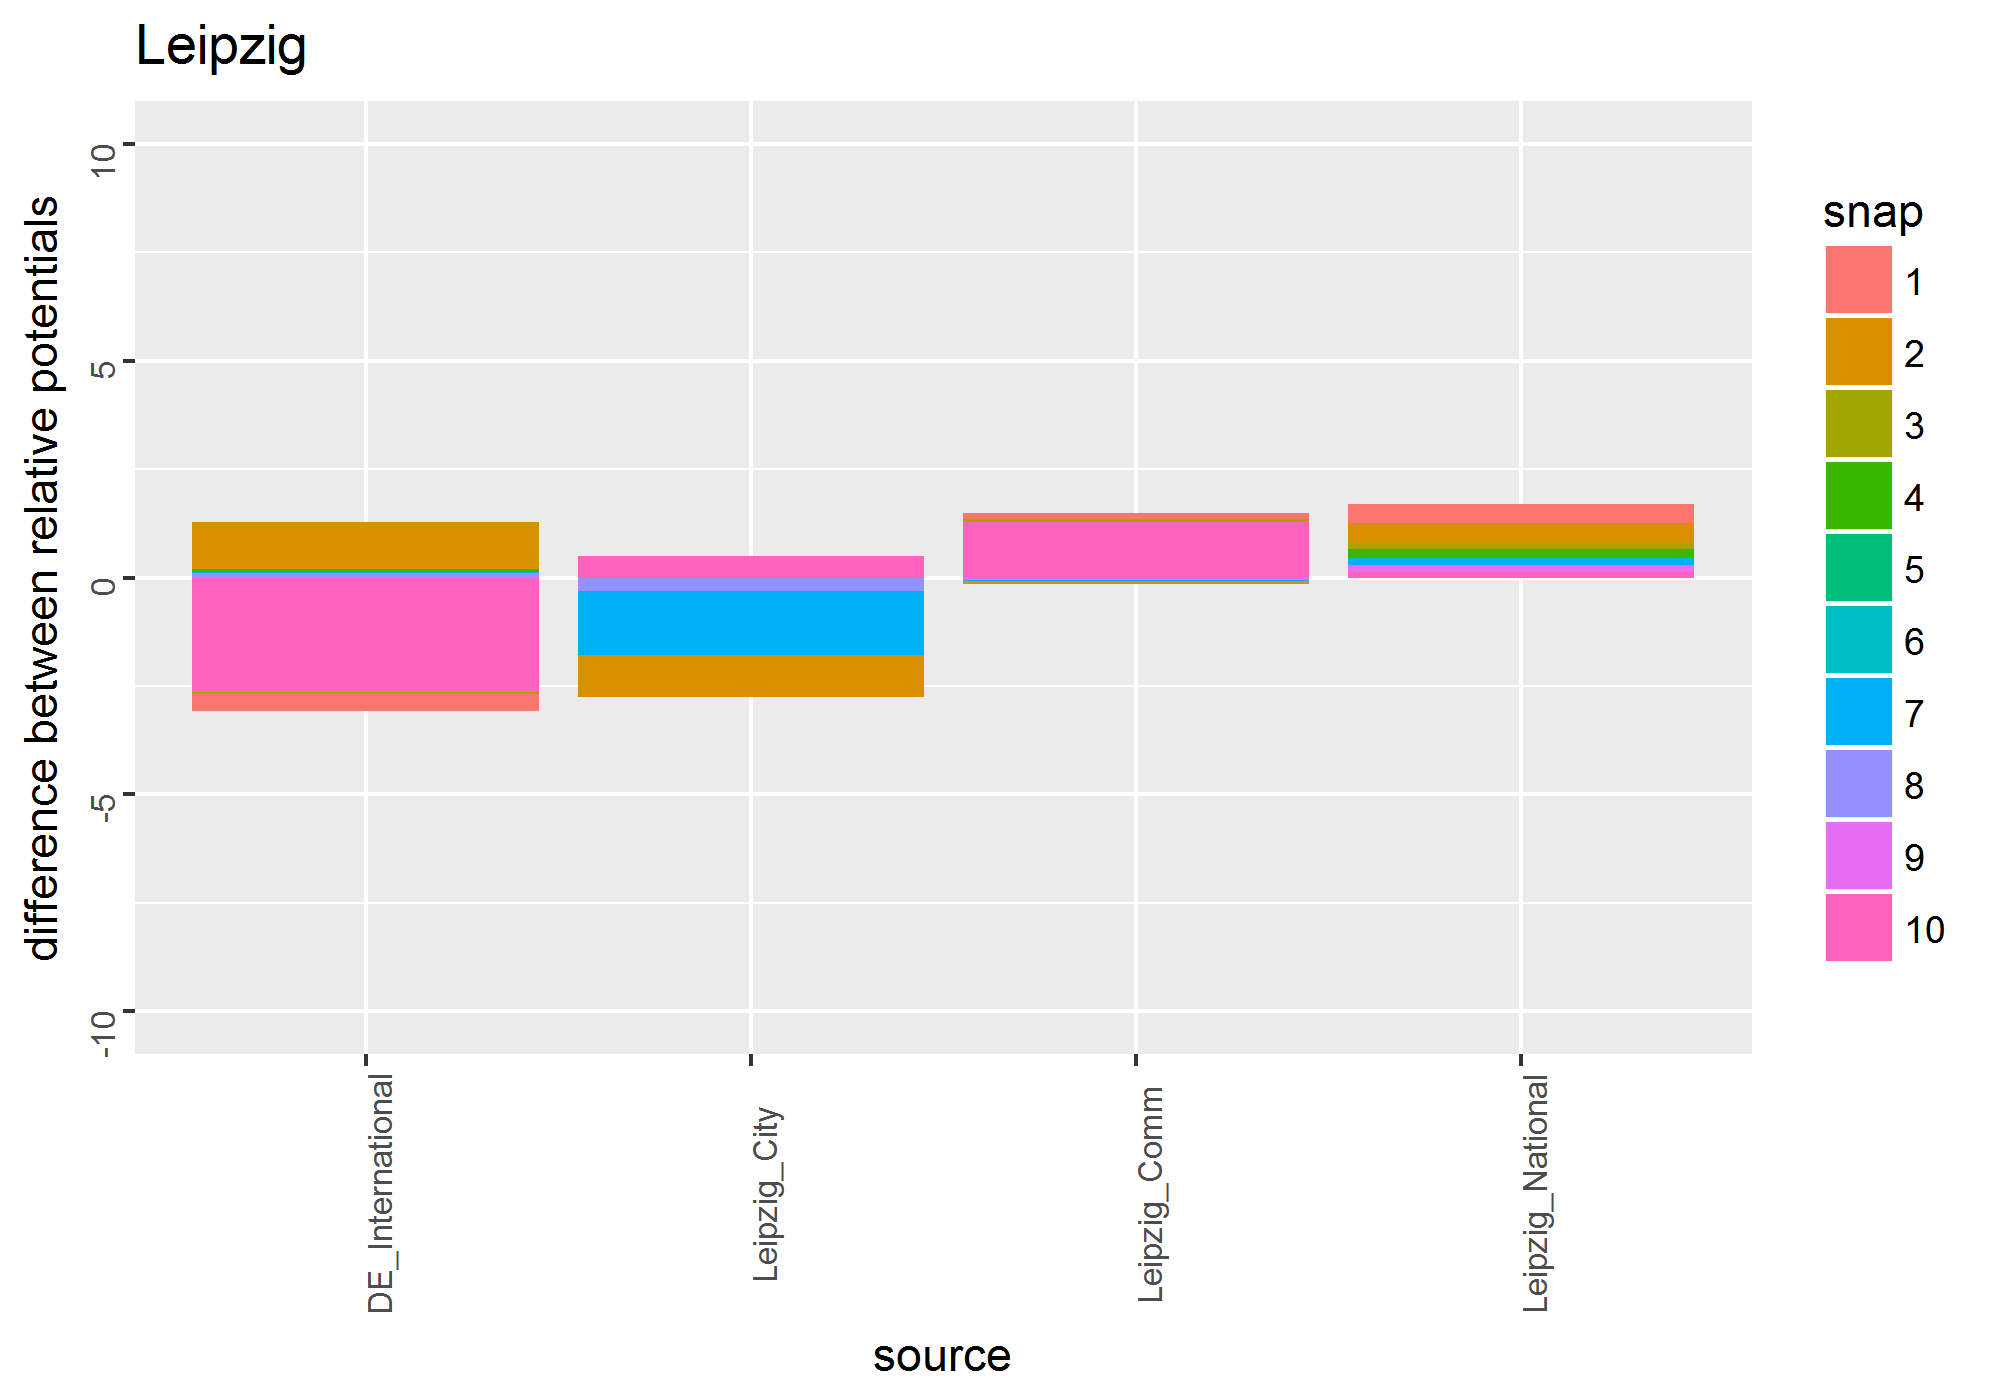 Leipzig
difference between relative potentials
10
5
0
-5
-10
DE_International
Leipzig_City
Leipzig_Comm
Leipzig_National
source
snap
1
2
3
4
5
6
7
8
9
10